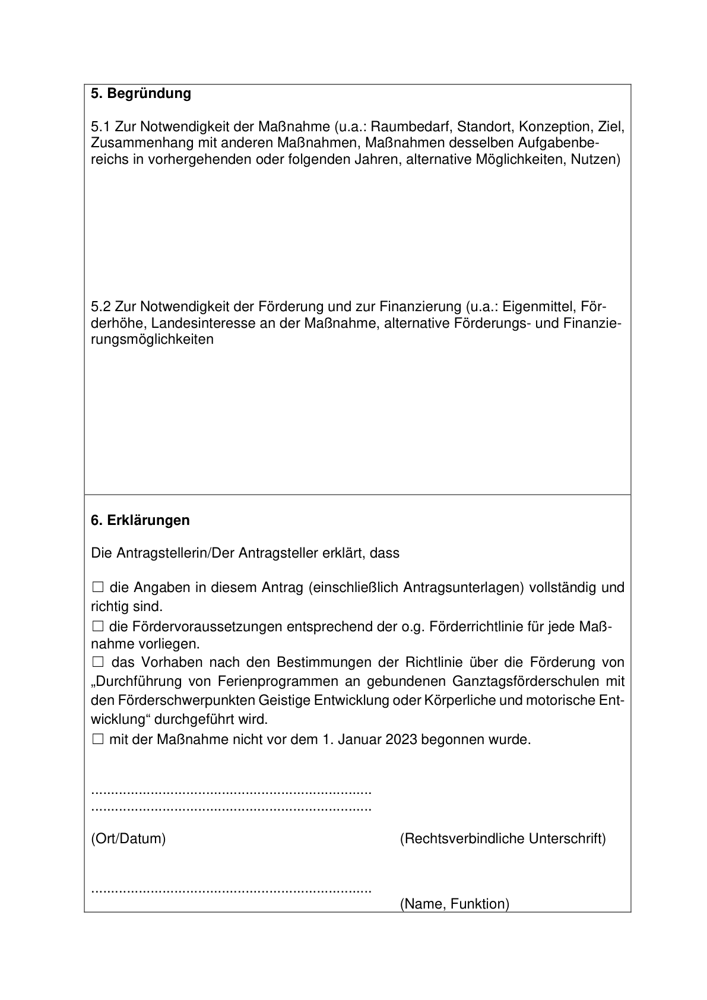 5. Begründung
5.1 Zur Notwendigkeit der Maßnahme (u.a.: Raumbedarf, Standort, Konzeption, Ziel,
Zusammenhang mit anderen Maßnahmen, Maßnahmen desselben Aufgabenbe-
reichs in vorhergehenden oder folgenden Jahren, alternative Möglichkeiten, Nutzen)
5.2 Zur Notwendigkeit der Förderung und zur Finanzierung (u.a.: Eigenmittel, För-
derhöhe, Landesinteresse an der Maßnahme, alternative Förderungs- und Finanzie-
rungsmöglichkeiten
6. Erklärungen
Die Antragstellerin/Der Antragsteller erklärt, dass
☐ die Angaben in diesem Antrag (einschließlich Antragsunterlagen) vollständig und
richtig sind.
☐ die Fördervoraussetzungen entsprechend der o.g. Förderrichtlinie für jede Maß-
nahme vorliegen.
☐ das Vorhaben nach den Bestimmungen der Richtlinie über die Förderung von
„Durchführung von Ferienprogrammen an gebundenen Ganztagsförderschulen mit
den Förderschwerpunkten Geistige Entwicklung oder Körperliche und motorische Ent-
wicklung“ durchgeführt wird.
☐ mit der Maßnahme nicht vor dem 1. Januar 2023 begonnen wurde.
.......................................................................
.......................................................................
(Ort/Datum) (Rechtsverbindliche Unterschrift)
.......................................................................
(Name, Funktion)